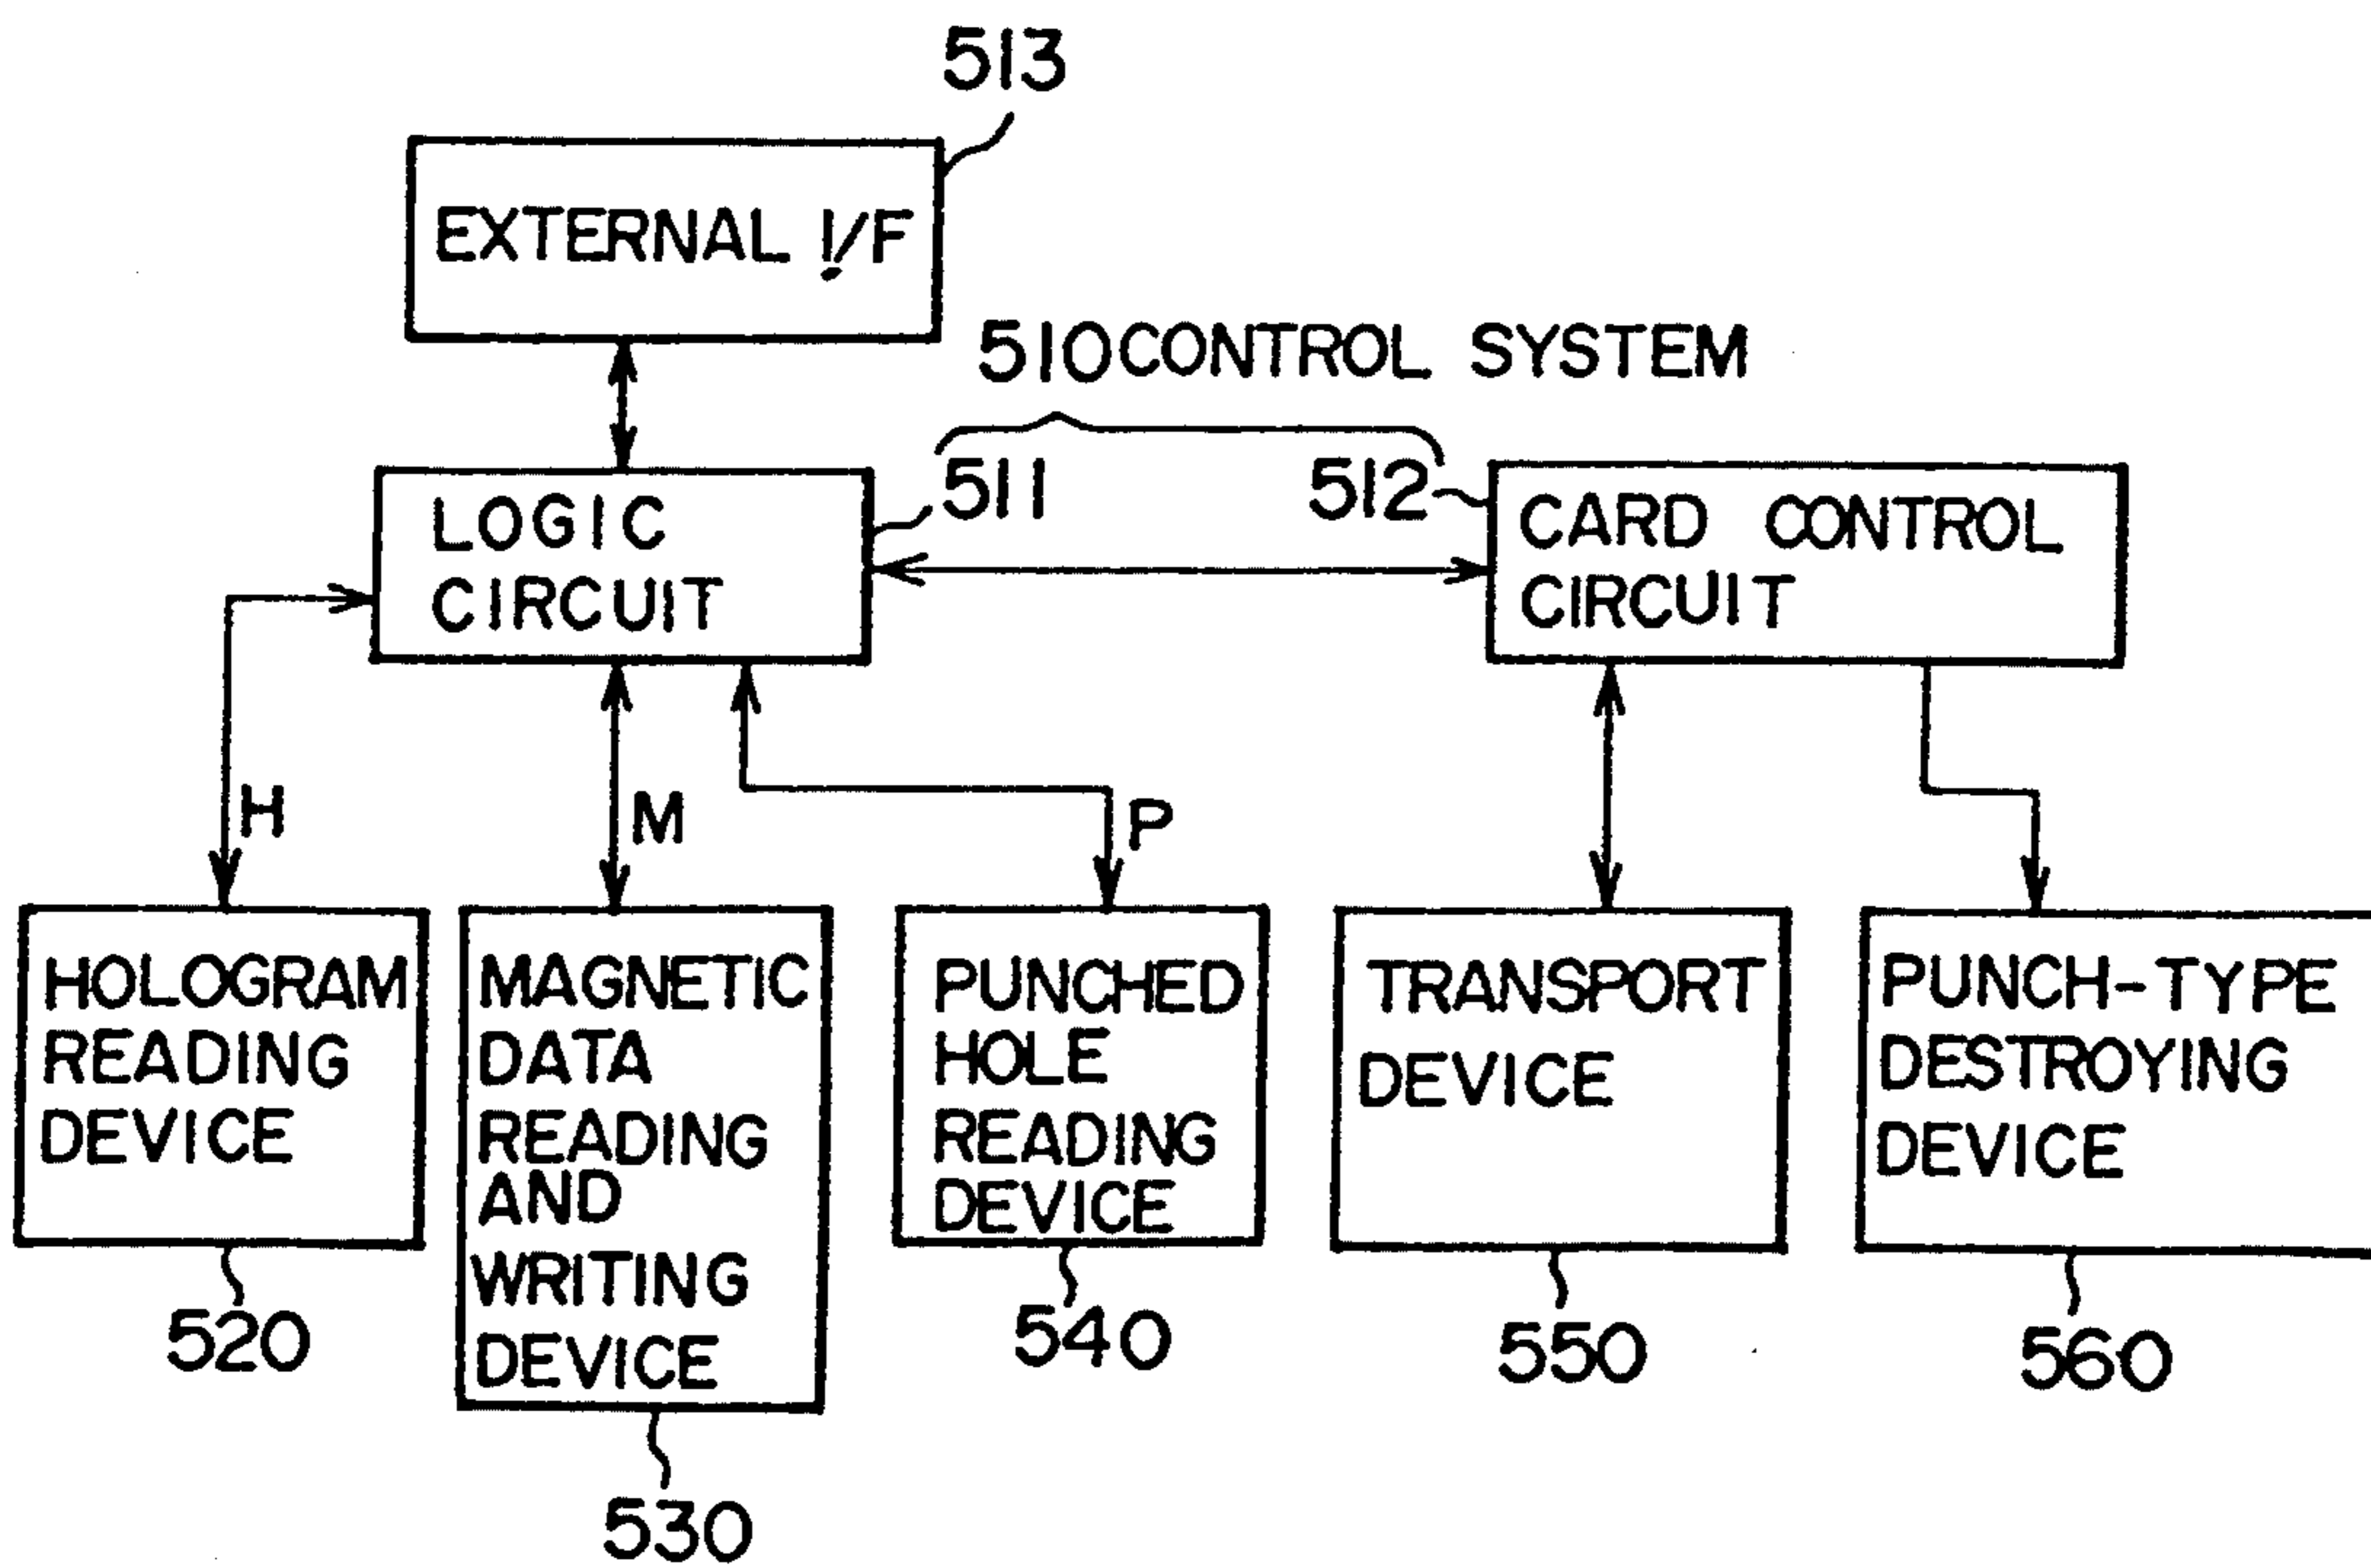 513
EXTERNAL I/F
510 CONTROL SYSTEM
511
512
LOGIC
CIRCUIT
CARD CONTROL
CIRCUIT
H
M
P
HOLOGRAM
READING
DEVICE
MAGNETIC
DATA
READING
AND
WRITING
DEVICE
PUNCHED
HOLE
READING
DEVICE
TRANSPORT
DEVICE
PUNCH-TYPE
DESTROYING
DEVICE
520
530
540
550
560